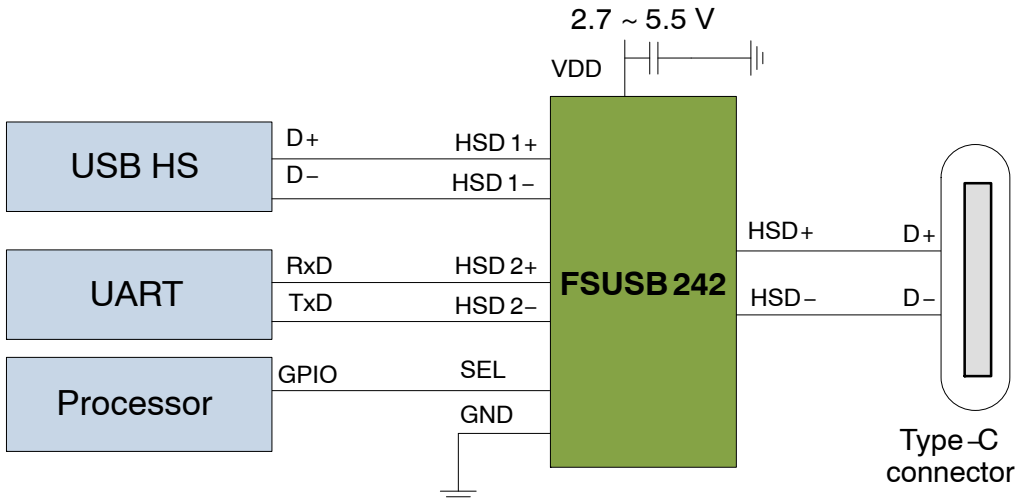 2.7 ~ 5.5 V
VDD
USB HS
D+
HSD 1+
D−
HSD 1−
HSD+
D+
UART
RxD
HSD 2+
FSUSB 242
TxD
HSD 2−
HSD−
D−
Processor
GPIO
SEL
GND
Type−C
connector